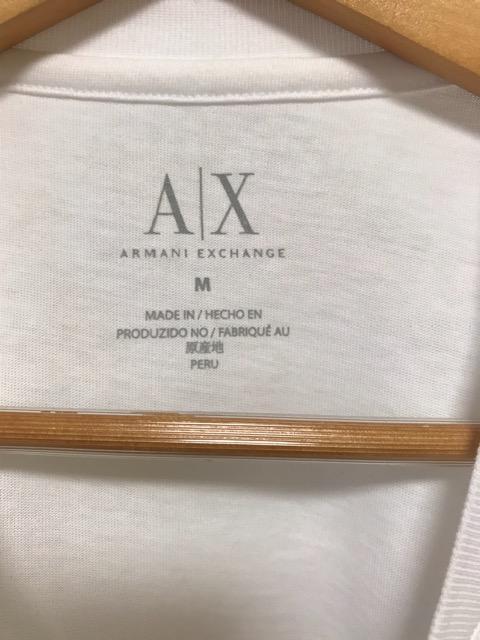 A|X
ARMANI EXCHANGE
M
MADE IN / HECHO EN
PRODUZIDO NO / FABRIQUÉ AU
原産地
PERU